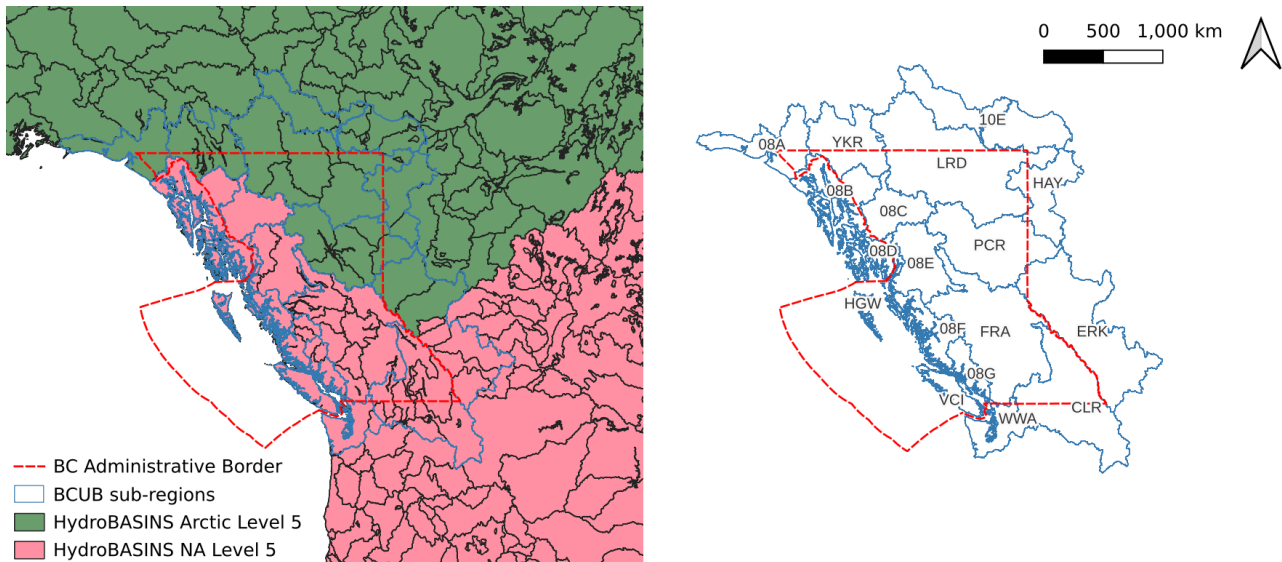 BC Administrative Border
BCUB sub-regions
HydroBASINS Arctic Level 5
HydroBASINS NA Level 5
0 500 1,000 km
10E
08A
YKR
LRD
HAY
08B
08C
08D
08E
PCR
HGW
08F
FRA
ERK
08G
VCI
WWA
CLR